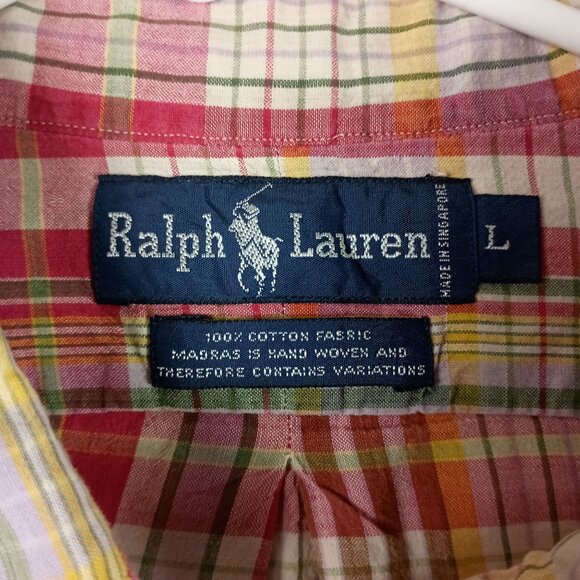 Ralph Lauren
MADE IN SINGAPORE
L
100% COTTON FABRIC
MADRAS IS HAND WOVEN AND
THEREFORE CONTAINS VARIATIONS